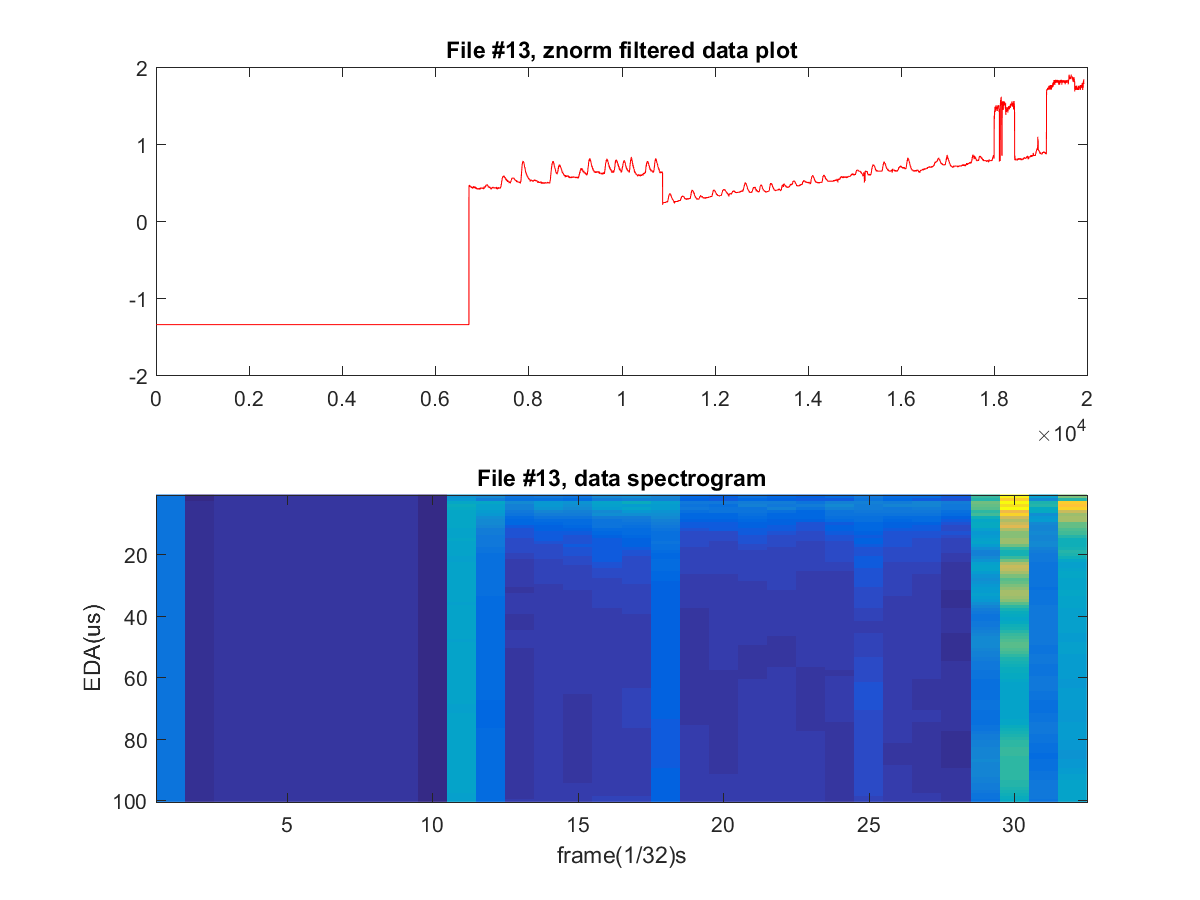 File #13, znorm filtered data plot
2
1
0
-1
-2
0 0.2 0.4 0.6 0.8 1 1.2 1.4 1.6 1.8 2
×10^4
File #13, data spectrogram
20
40
60
80
100
EDA(us)
5 10 15 20 25 30
frame(1/32)s